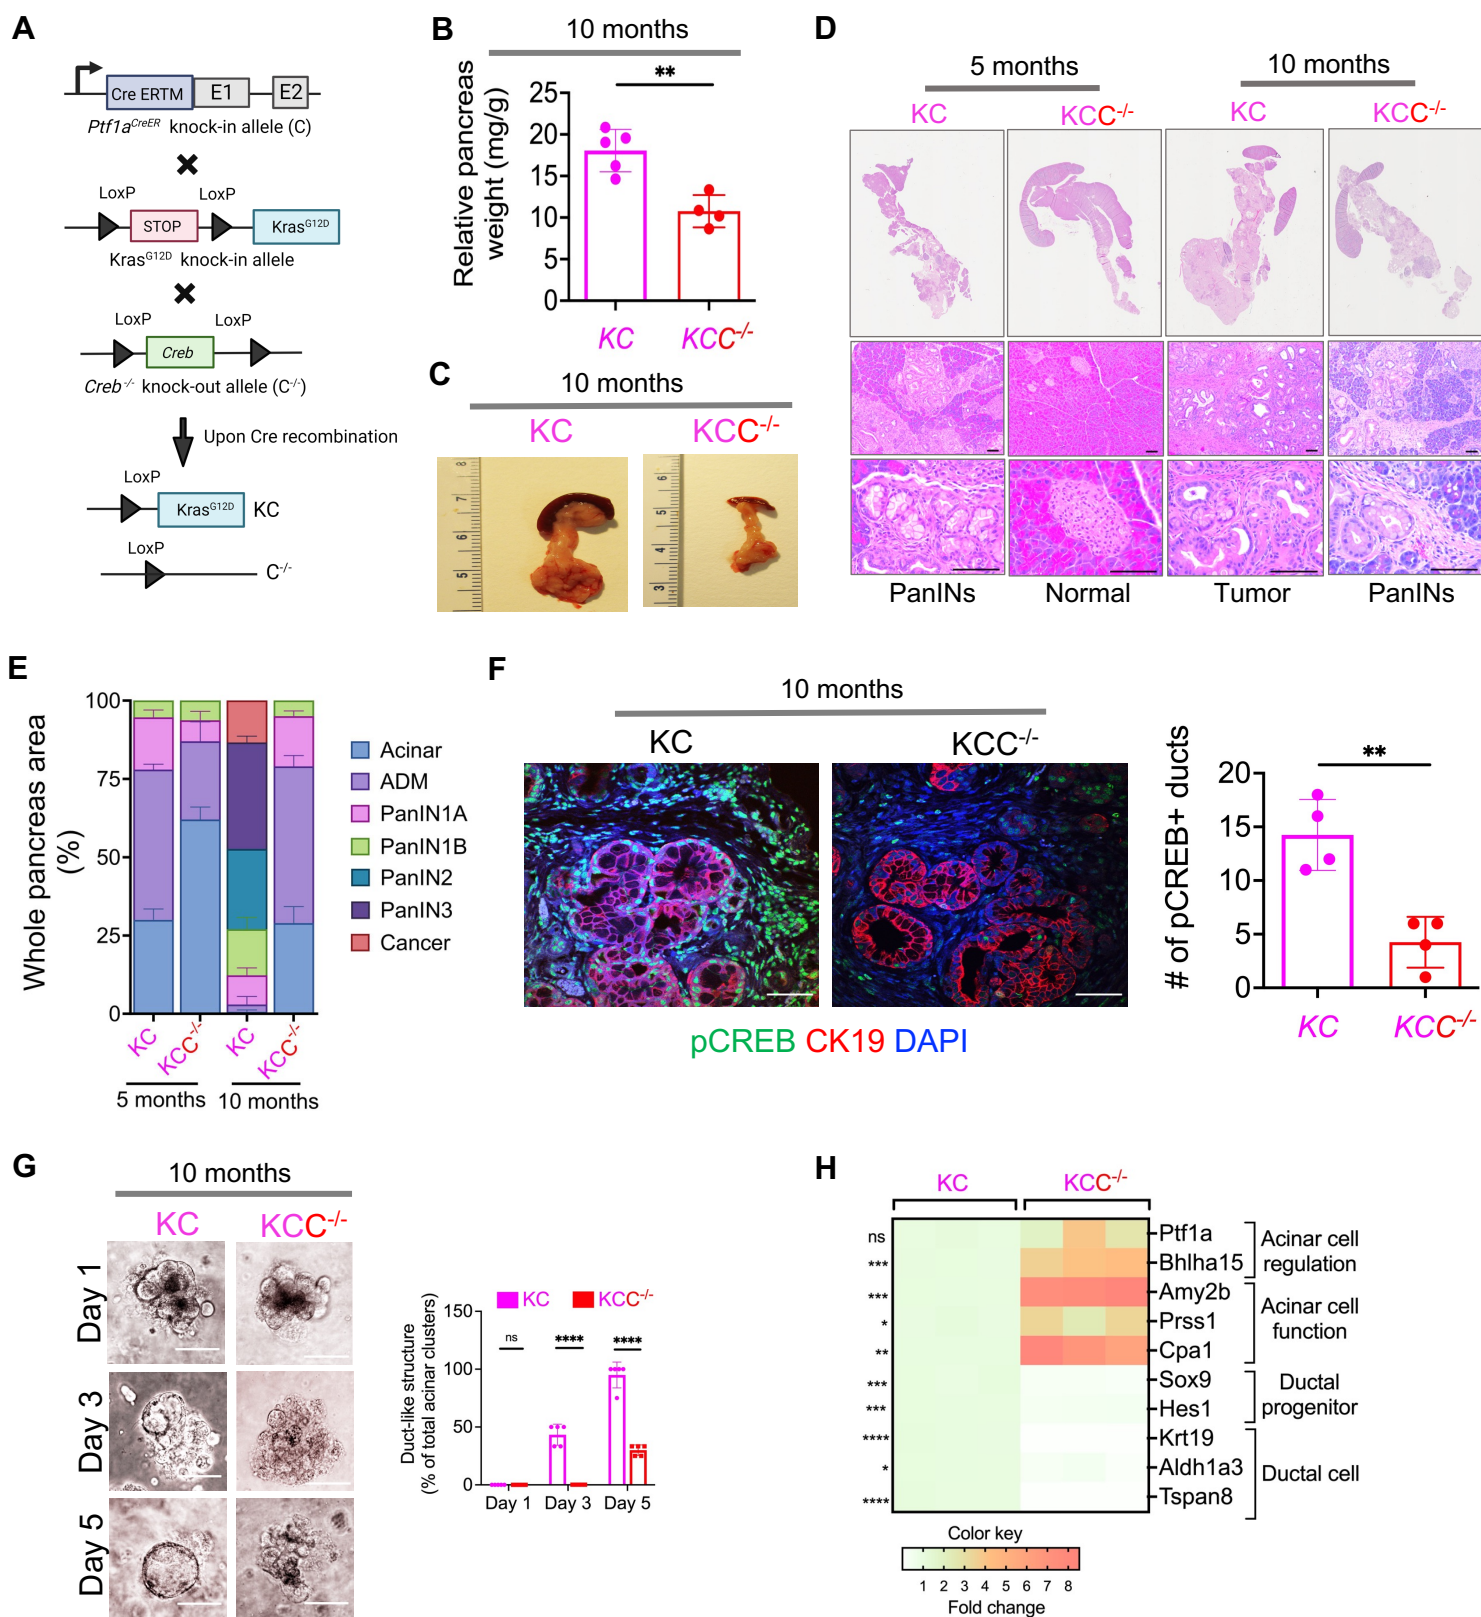 A
Cre ERTM
E1
E2
Ptf1a^CreER knock-in allele (C)
LoxP
LoxP
STOP
Kras^G12D
Kras^G12D knock-in allele
LoxP
LoxP
Creb
Creb^-/- knock-out allele (C^-/-)
Upon Cre recombination
Kras^G12D
KC
LoxP
C^-/-
B
10 months
Relative pancreas
weight (mg/g)
25
20
15
10
5
0
**
KC
KCC^-/-
C
10 months
KC
KCC^-/-
8
7
6
5
6
5
4
3
D
5 months
10 months
KC
KCC^-/-
KC
KCC^-/-
PanINs
Normal
Tumor
PanINs
E
Whole pancreas area
(%)
100
75
50
25
0
KC
KCC^-/-
KC
KCC^-/-
5 months
10 months
Acinar
ADM
PanIN1A
PanIN1B
PanIN2
PanIN3
Cancer
F
10 months
KC
KCC^-/-
pCREB CK19 DAPI
# of pCREB+ ducts
20
15
10
5
0
**
KC
KCC^-/-
G
10 months
KC
KCC^-/-
Day 1
Day 3
Day 5
Duct-like structure
(% of total acinar clusters)
KC
KCC^-/-
150
100
50
0
ns
****
****
Day 1
Day 3
Day 5
H
KC
KCC^-/-
ns
Ptf1a
***
Bhlha15
***
Amy2b
*
Prss1
**
Cpa1
***
Sox9
***
Hes1
****
Krt19
*
Aldh1a3
****
Tspan8
Acinar cell
regulation
Acinar cell
function
Ductal
progenitor
Ductal cell
Color key
1 2 3 4 5 6 7 8
Fold change